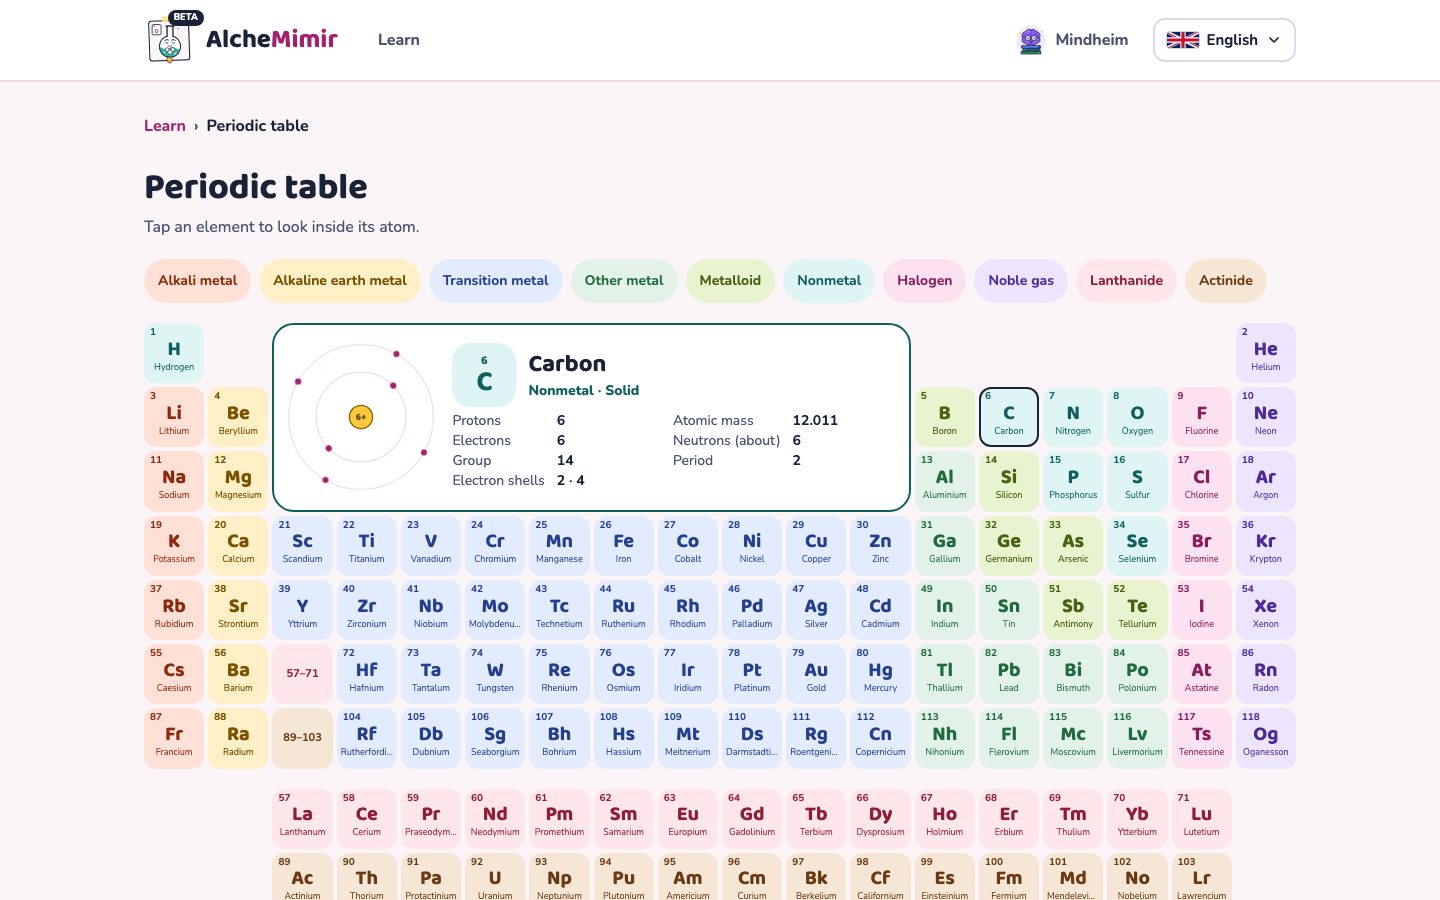 BETA
AlcheMimir
Learn
Mindheim
English
Learn › Periodic table
Periodic table
Tap an element to look inside its atom.
Alkali metal Alkaline earth metal Transition metal Other metal Metalloid Nonmetal Halogen Noble gas Lanthanide Actinide
1 H Hydrogen
2 He Helium
6+
6 C
Carbon
Nonmetal · Solid
Protons 6
Electrons 6
Group 14
Electron shells 2 · 4
Atomic mass 12.011
Neutrons (about) 6
Period 2
3 Li Lithium
4 Be Beryllium
5 B Boron
6 C Carbon
7 N Nitrogen
8 O Oxygen
9 F Fluorine
10 Ne Neon
11 Na Sodium
12 Mg Magnesium
13 Al Aluminium
14 Si Silicon
15 P Phosphorus
16 S Sulfur
17 Cl Chlorine
18 Ar Argon
19 K Potassium
20 Ca Calcium
21 Sc Scandium
22 Ti Titanium
23 V Vanadium
24 Cr Chromium
25 Mn Manganese
26 Fe Iron
27 Co Cobalt
28 Ni Nickel
29 Cu Copper
30 Zn Zinc
31 Ga Gallium
32 Ge Germanium
33 As Arsenic
34 Se Selenium
35 Br Bromine
36 Kr Krypton
37 Rb Rubidium
38 Sr Strontium
39 Y Yttrium
40 Zr Zirconium
41 Nb Niobium
42 Mo Molybdenu...
43 Tc Technetium
44 Ru Ruthenium
45 Rh Rhodium
46 Pd Palladium
47 Ag Silver
48 Cd Cadmium
49 In Indium
50 Sn Tin
51 Sb Antimony
52 Te Tellurium
53 I Iodine
54 Xe Xenon
55 Cs Caesium
56 Ba Barium
57–71
72 Hf Hafnium
73 Ta Tantalum
74 W Tungsten
75 Re Rhenium
76 Os Osmium
77 Ir Iridium
78 Pt Platinum
79 Au Gold
80 Hg Mercury
81 Tl Thallium
82 Pb Lead
83 Bi Bismuth
84 Po Polonium
85 At Astatine
86 Rn Radon
87 Fr Francium
88 Ra Radium
89–103
104 Rf Rutherfordi...
105 Db Dubnium
106 Sg Seaborgium
107 Bh Bohrium
108 Hs Hassium
109 Mt Meitnerium
110 Ds Darmstadti...
111 Rg Roentgeni...
112 Cn Copernicium
113 Nh Nihonium
114 Fl Flerovium
115 Mc Moscovium
116 Lv Livermorium
117 Ts Tennessine
118 Og Oganesson
57 La Lanthanum
58 Ce Cerium
59 Pr Praseodym...
60 Nd Neodymium
61 Pm Promethium
62 Sm Samarium
63 Eu Europium
64 Gd Gadolinium
65 Tb Terbium
66 Dy Dysprosium
67 Ho Holmium
68 Er Erbium
69 Tm Thulium
70 Yb Ytterbium
71 Lu Lutetium
89 Ac Actinium
90 Th Thorium
91 Pa Protactinium
92 U Uranium
93 Np Neptunium
94 Pu Plutonium
95 Am Americium
96 Cm Curium
97 Bk Berkelium
98 Cf Californium
99 Es Einsteinium
100 Fm Fermium
101 Md Mendelevi...
102 No Nobelium
103 Lr Lawrencium